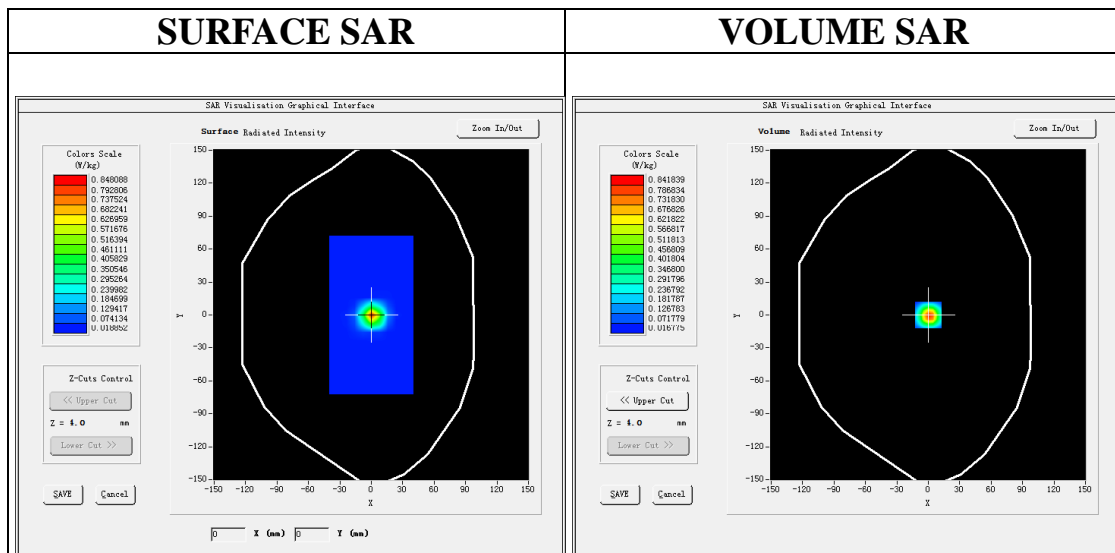 SURFACE SAR
SAR Visualisation Graphical Interface
Surface Radiated Intensity
Zoom In/Out
Colors Scale
(W/kg)
0.848088
0.792806
0.737524
0.682241
0.626959
0.571676
0.516394
0.461111
0.405829
0.350546
0.295264
0.239982
0.184699
0.129417
0.074134
0.018852
Z-Cuts Control
<< Upper Cut
Z = 4.0 mm
Lower Cut >>
SAVE Cancel
150
120
90
60
30
0
-30
-60
-90
-120
-150
Y
-150 -120 -90 -60 -30 0 30 60 90 120 150
X
0 X (mm) 0 Y (mm)
VOLUME SAR
SAR Visualisation Graphical Interface
Volume Radiated Intensity
Zoom In/Out
Colors Scale
(W/kg)
0.841839
0.786834
0.731830
0.676826
0.621822
0.566817
0.511813
0.456809
0.401804
0.346800
0.291796
0.236792
0.181787
0.126783
0.071779
0.016775
Z-Cuts Control
<< Upper Cut
Z = 4.0 mm
Lower Cut >>
SAVE Cancel
150
120
90
60
30
0
-30
-60
-90
-120
-150
Y
-150 -120 -90 -60 -30 0 30 60 90 120 150
X